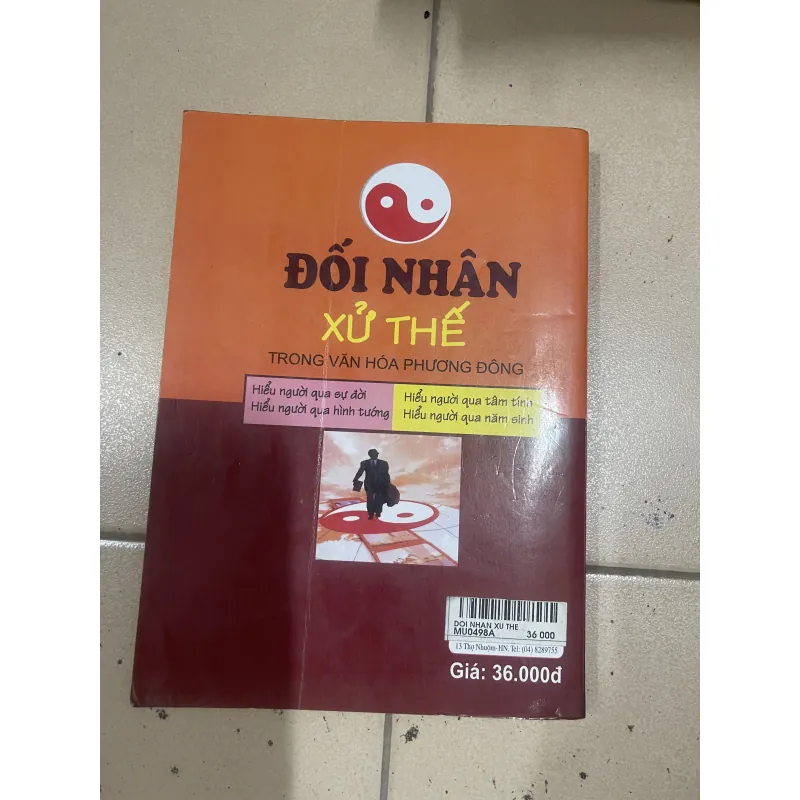 ĐỐI NHÂN
XỬ THẾ
TRONG VĂN HÓA PHƯƠNG ĐÔNG
Hiểu người qua sự đời
Hiểu người qua hình tướng
Hiểu người qua tâm tính
Hiểu người qua năm sinh
DOI NHAN XU THE
MU0498A 36 000
13 Thợ Nhuộm-HN. Tel: (04) 8289755
Giá: 36.000đ